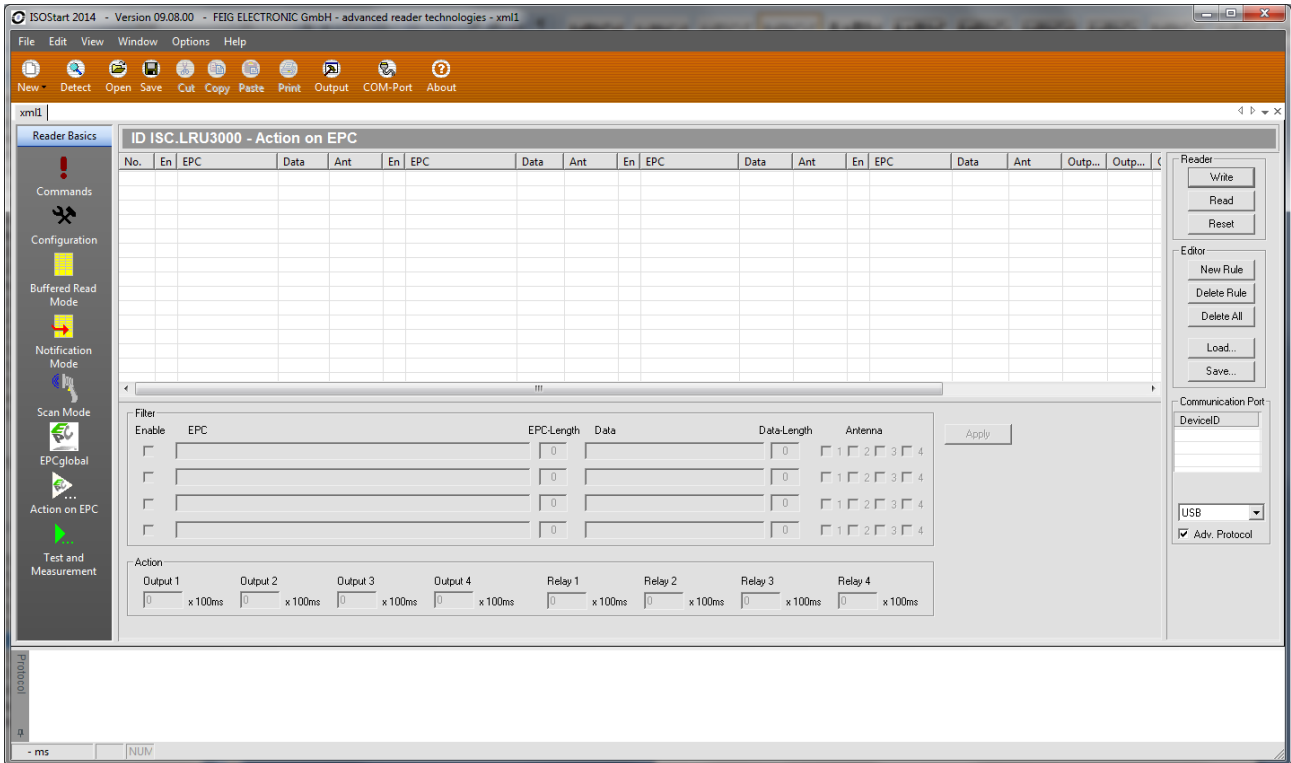 ISOStart 2014 - Version 09.08.00 - FEIG ELECTRONIC GmbH - advanced reader technologies - xml1
File Edit View Window Options Help
New Detect Open Save Cut Copy Paste Print Output COM-Port About
xml1
Reader Basics
Commands
Configuration
Buffered Read
Mode
Notification
Mode
Scan Mode
EPCglobal
Action on EPC
Test and
Measurement
ID ISC.LRU3000 - Action on EPC
No. En EPC Data Ant En EPC Data Ant En EPC Data Ant En EPC Data Ant Outp... Outp...
Filter
Enable EPC EPC-Length Data Data-Length Antenna
0 0 1 2 3 4
0 0 1 2 3 4
0 0 1 2 3 4
0 0 1 2 3 4
Apply
Action
Output 1 Output 2 Output 3 Output 4 Relay 1 Relay 2 Relay 3 Relay 4
0 x 100ms 0 x 100ms 0 x 100ms 0 x 100ms 0 x 100ms 0 x 100ms 0 x 100ms 0 x 100ms
Reader
Write
Read
Reset
Editor
New Rule
Delete Rule
Delete All
Load...
Save...
Communication Port
DeviceID
USB
Adv. Protocol
Protocol
- ms NUM